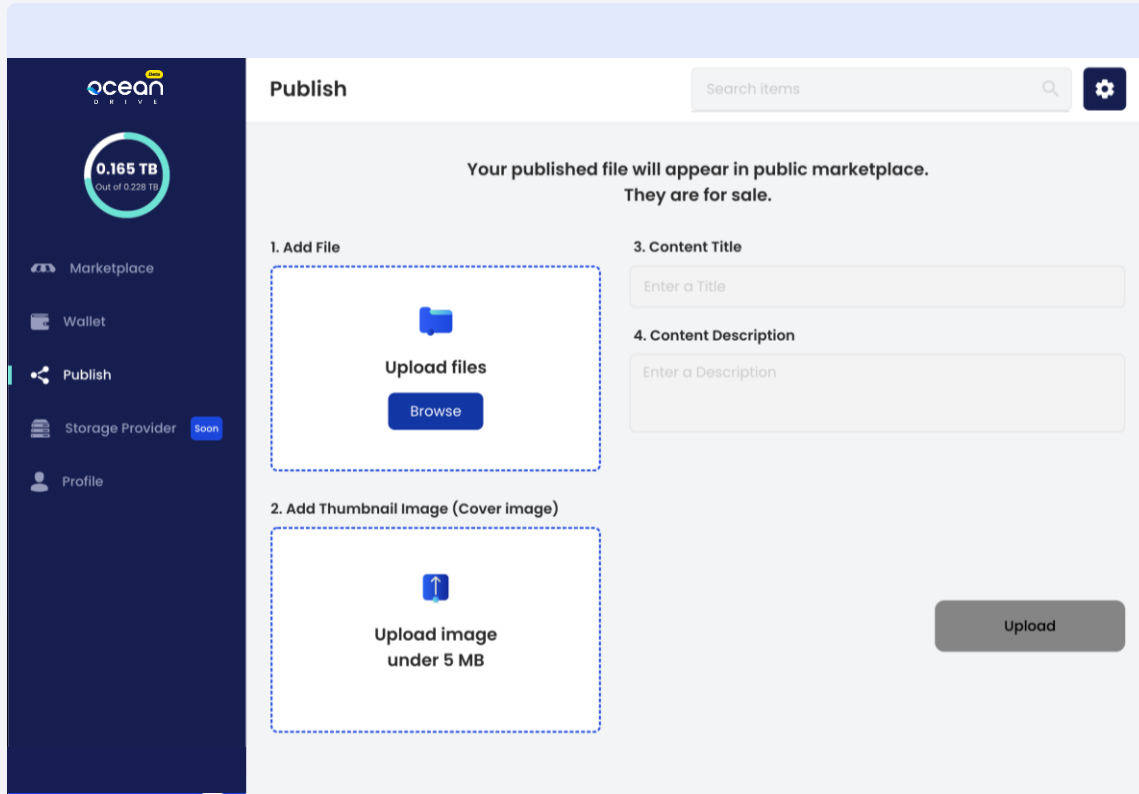 Beta
ocean
DRIVE
0.165 TB
Out of 0.228 TB
Marketplace
Wallet
Publish
Storage Provider Soon
Profile
Publish
Search items
Your published file will appear in public marketplace.
They are for sale.
1. Add File
Upload files
Browse
2. Add Thumbnail Image (Cover image)
Upload image
under 5 MB
3. Content Title
Enter a Title
4. Content Description
Enter a Description
Upload